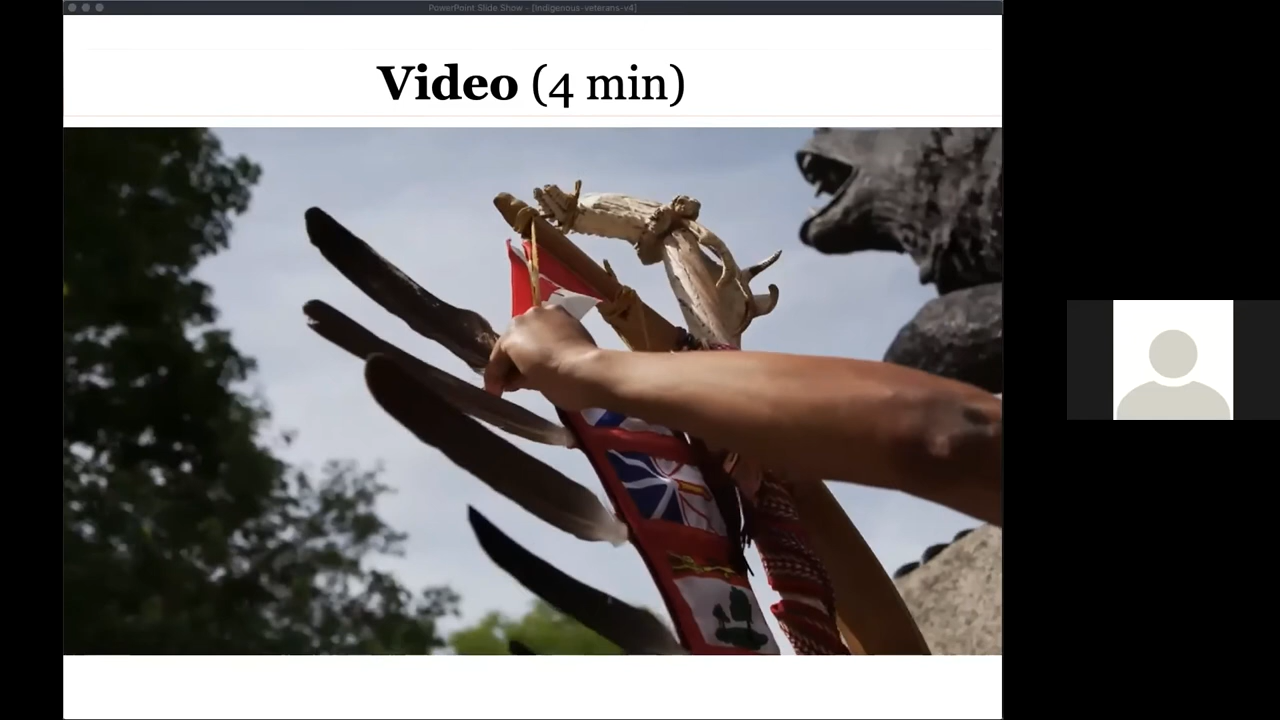 PowerPoint Slide Show - [Indigenous-veterans-v4]
Video (4 min)